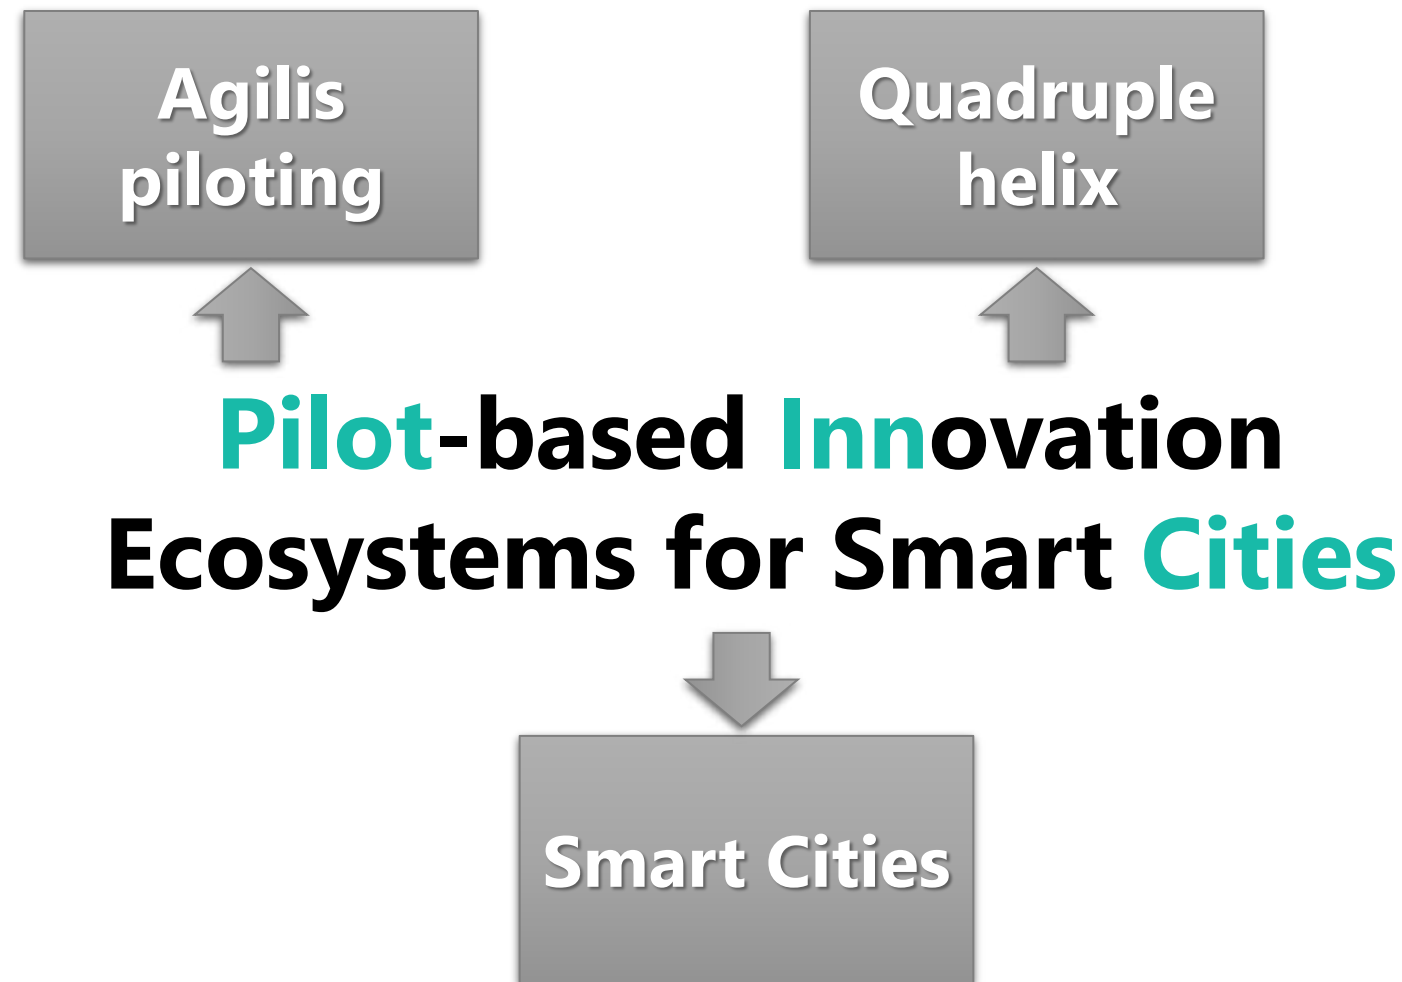 Agilis
piloting
Quadruple
helix
Pilot-based Innovation
Ecosystems for Smart Cities
Smart Cities